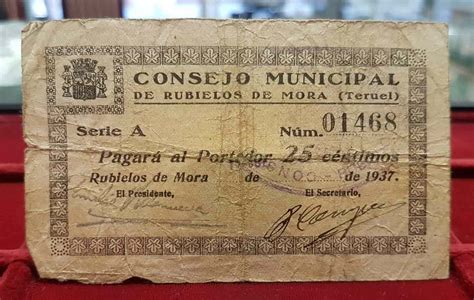 CONSEJO MUNICIPAL
DE RUBIELOS DE MORA (Teruel)
Serie A Núm. 01468
Pagará al Portador 25 céntimos
Rubielos de Mora de de 1937.
El Presidente, El Secretario,